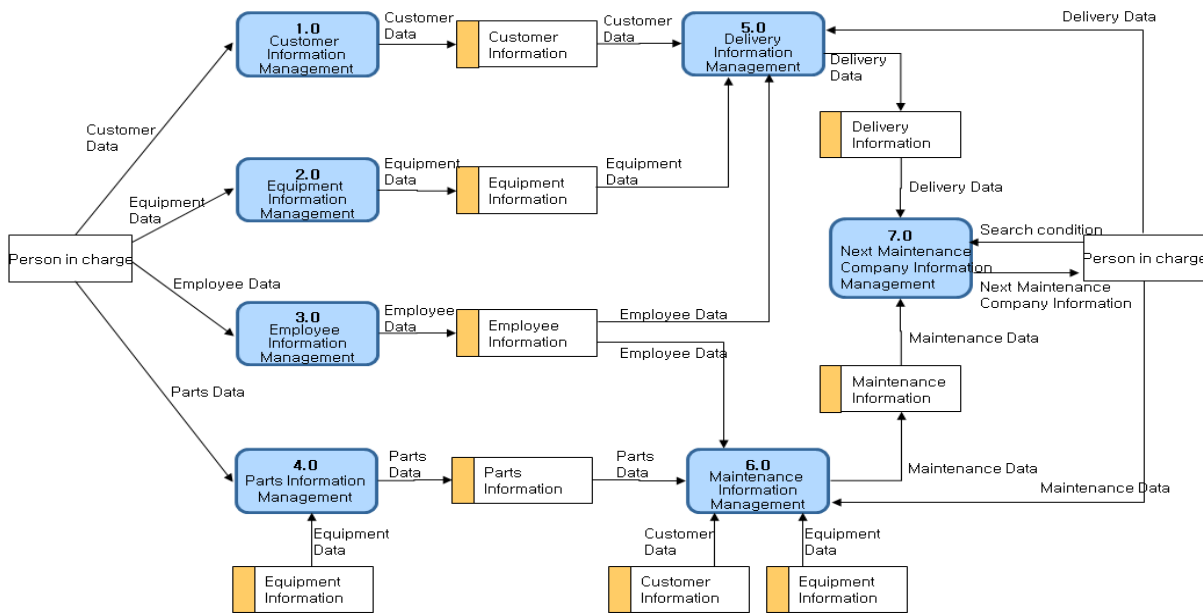 Customer
Data
1.0
Customer
Information
Management
Customer
Data
Customer
Information
Customer
Data
5.0
Delivery
Information
Management
Delivery Data
Delivery
Data
Delivery
Information
Customer
Data
2.0
Equipment
Information
Management
Equipment
Data
Equipment
Information
Equipment
Data
Delivery Data
Equipment
Data
Person in charge
7.0
Next Maintenance
Company Information
Management
Search condition
Person in charge
Next Maintenance
Company Information
Employee Data
3.0
Employee
Information
Management
Employee
Data
Employee
Information
Employee Data
Employee Data
Maintenance Data
Maintenance
Information
Parts Data
4.0
Parts Information
Management
Parts
Data
Parts
Information
Parts
Data
6.0
Maintenance
Information
Management
Maintenance Data
Maintenance Data
Equipment
Data
Customer
Data
Equipment
Data
Equipment
Information
Customer
Information
Equipment
Information